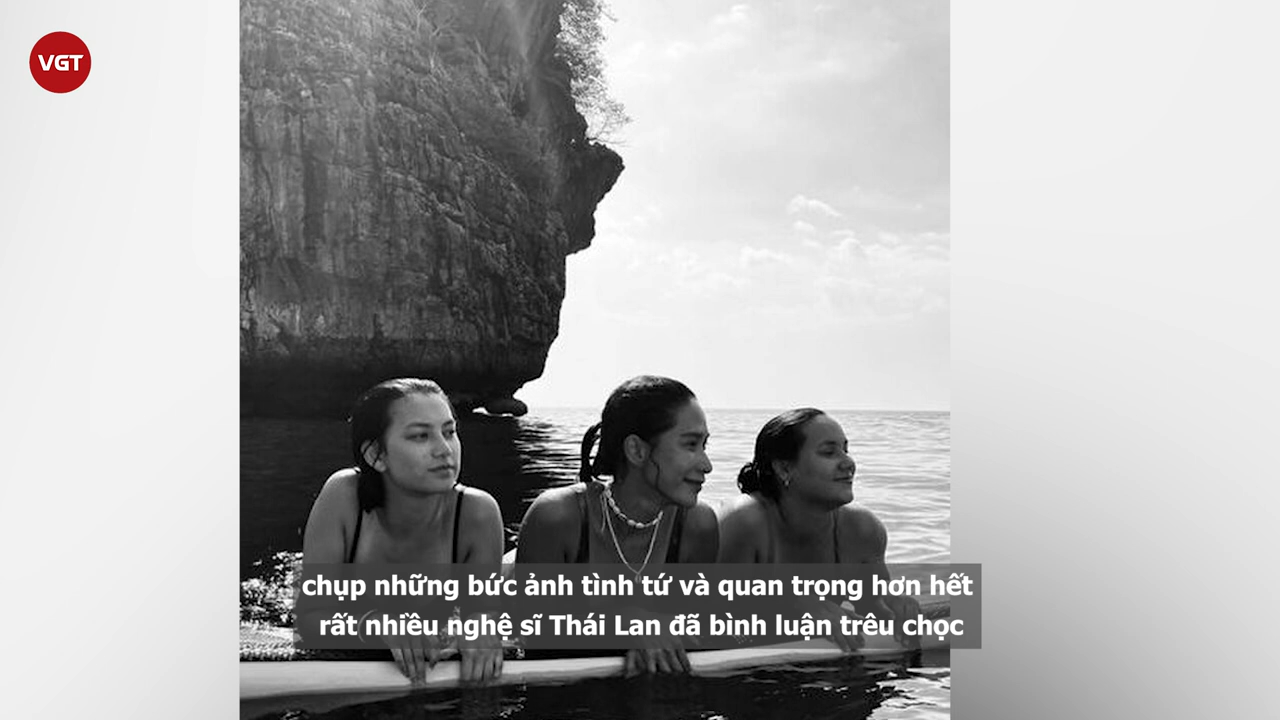 VGT
chụp những bức ảnh tình tứ và quan trọng hơn hết
rất nhiều nghệ sĩ Thái Lan đã bình luận trêu chọc